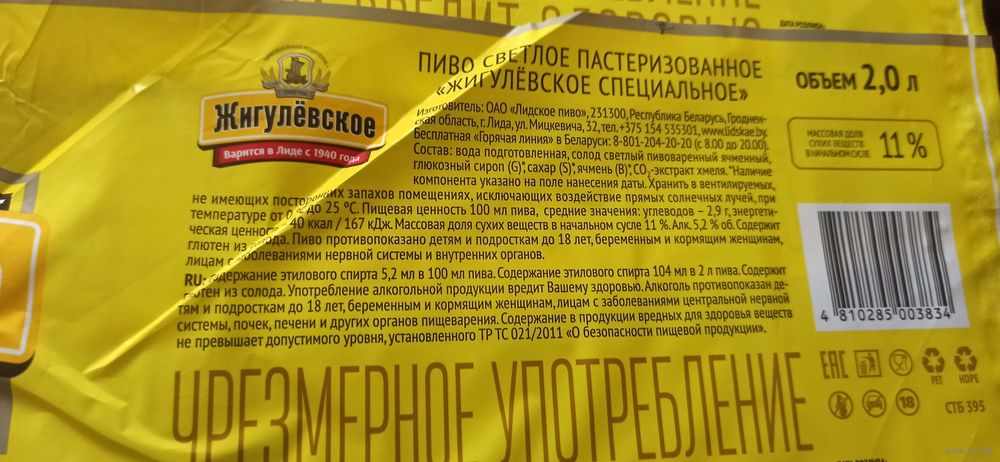 ДАТА РОЗЛИВА:
ПИВО СВЕТЛОЕ ПАСТЕРИЗОВАННОЕ
«ЖИГУЛЁВСКОЕ СПЕЦИАЛЬНОЕ»
ОБЪЕМ 2,0 л
Жигулёвское
Варится в Лиде с 1940 года
Изготовитель: ОАО «Лидское пиво», 231300, Республика Беларусь, Гроднен-
ская область, г. Лида, ул. Мицкевича, 32, тел. +375 154 535301, www.lidskae.by.
Бесплатная «Горячая линия» в Беларуси: 8-801-204-20-20 (с 8.00 до 20.00).
Состав: вода подготовленная, солод светлый пивоваренный ячменный,
глюкозный сироп (G)*, сахар (S)*, ячмень (B)*, CO₂-экстракт хмеля. *Наличие
компонента указано на поле нанесения даты. Хранить в вентилируемых,
не имеющих посторонних запахов помещениях, исключающих воздействие прямых солнечных лучей, при
температуре от 0 °C до 25 °C. Пищевая ценность 100 мл пива, средние значения: углеводов – 2,9 г, энергети-
ческая ценность – 40 ккал / 167 кДж. Массовая доля сухих веществ в начальном сусле 11 %. Алк. 5,2 % об. Содержит
глютен из солода. Пиво противопоказано детям и подросткам до 18 лет, беременным и кормящим женщинам,
лицам с заболеваниями нервной системы и внутренних органов.
RU: Содержание этилового спирта 5,2 мл в 100 мл пива. Содержание этилового спирта 104 мл в 2 л пива. Содержит
глютен из солода. Употребление алкогольной продукции вредит Вашему здоровью. Алкоголь противопоказан де-
тям и подросткам до 18 лет, беременным и кормящим женщинам, лицам с заболеваниями центральной нервной
системы, почек, печени и других органов пищеварения. Содержание в продукции вредных для здоровья веществ
не превышает допустимого уровня, установленного ТР ТС 021/2011 «О безопасности пищевой продукции».
МАССОВАЯ ДОЛЯ
СУХИХ ВЕЩЕСТВ
В НАЧАЛЬНОМ СУСЛЕ
11 %
4 810285 003834
EAC
PET
HDPE
18
СТБ 395
ЧРЕЗМЕРНОЕ УПОТРЕБЛЕНИЕ